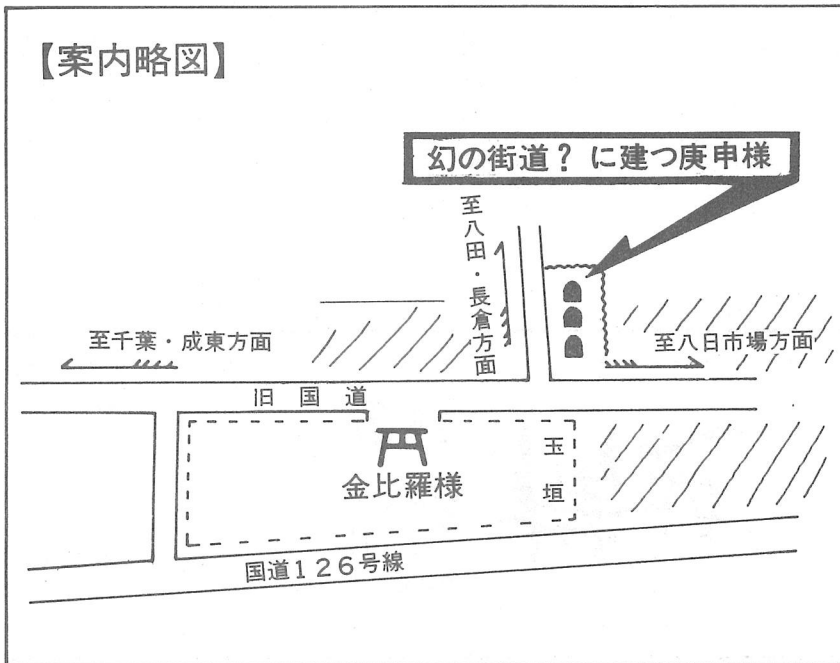 【案内略図】
幻の街道？に建つ庚申様
至八田・長倉方面
至千葉・成東方面
至八日市場方面
旧国道
玉垣
金比羅様
国道１２６号線